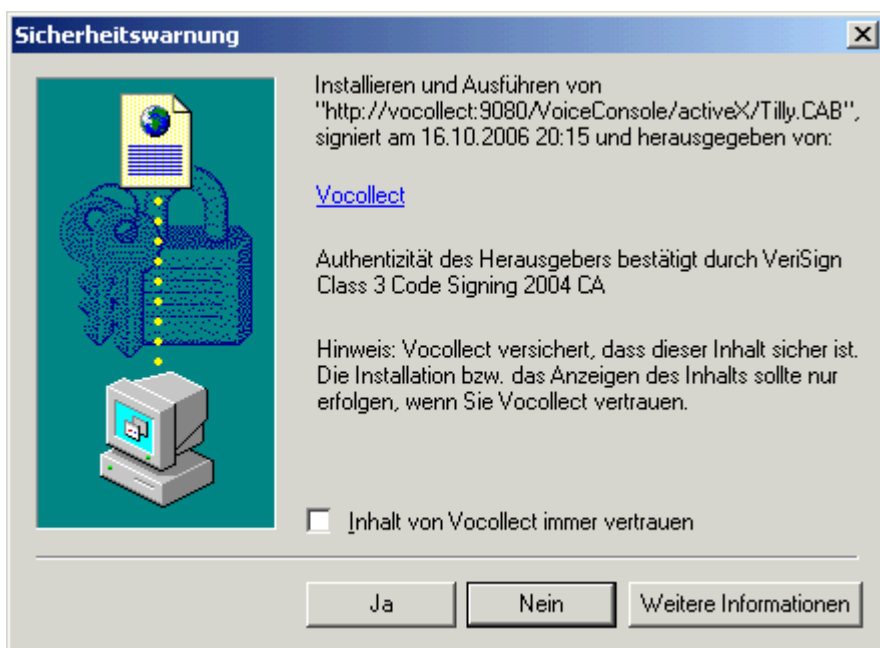 Sicherheitswarnung
Installieren und Ausführen von
"http://vocollect:9080/VoiceConsole/activeX/Tilly.CAB",
signiert am 16.10.2006 20:15 und herausgegeben von:
Vocollect
Authentizität des Herausgebers bestätigt durch VeriSign
Class 3 Code Signing 2004 CA
Hinweis: Vocollect versichert, dass dieser Inhalt sicher ist.
Die Installation bzw. das Anzeigen des Inhalts sollte nur
erfolgen, wenn Sie Vocollect vertrauen.
Inhalt von Vocollect immer vertrauen
Ja
Nein
Weitere Informationen